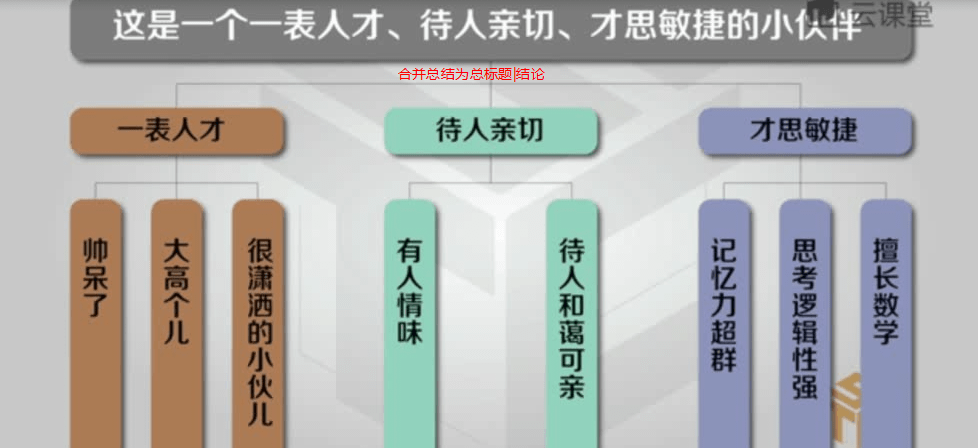 云课堂
这是一个一表人才、待人亲切、才思敏捷的小伙伴
合并总结为总标题|结论
一表人才
待人亲切
才思敏捷
帅呆了
大高个儿
很潇洒的小伙儿
有人情味
待人和蔼可亲
记忆力超群
思考逻辑性强
擅长数学